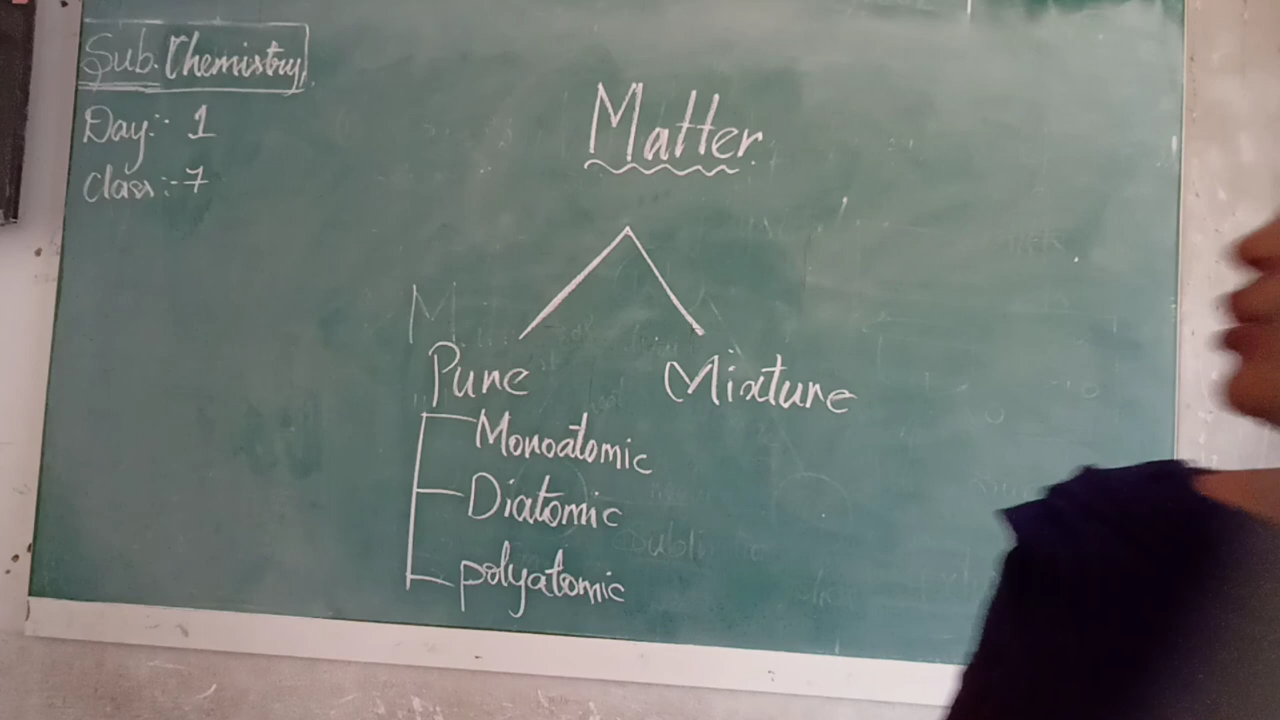 Sub. Chemistry
Day:- 1
Class:- 7
Matter
Pure
Mixture
Monoatomic
Diatomic
polyatomic